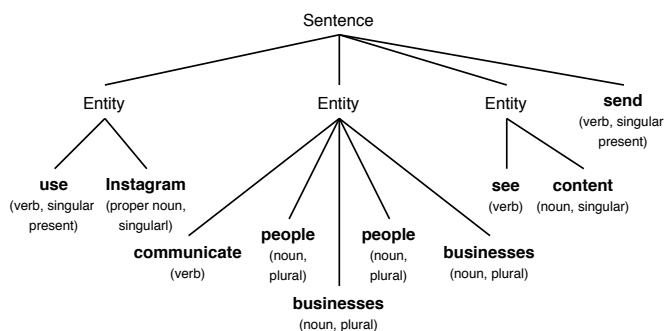 Sentence
Entity
Entity
Entity
send
(verb, singular
present)
use
(verb, singular
present)
Instagram
(proper noun,
singularl)
see
(verb)
content
(noun, singular)
communicate
(verb)
people
(noun,
plural)
people
(noun,
plural)
businesses
(noun, plural)
businesses
(noun, plural)